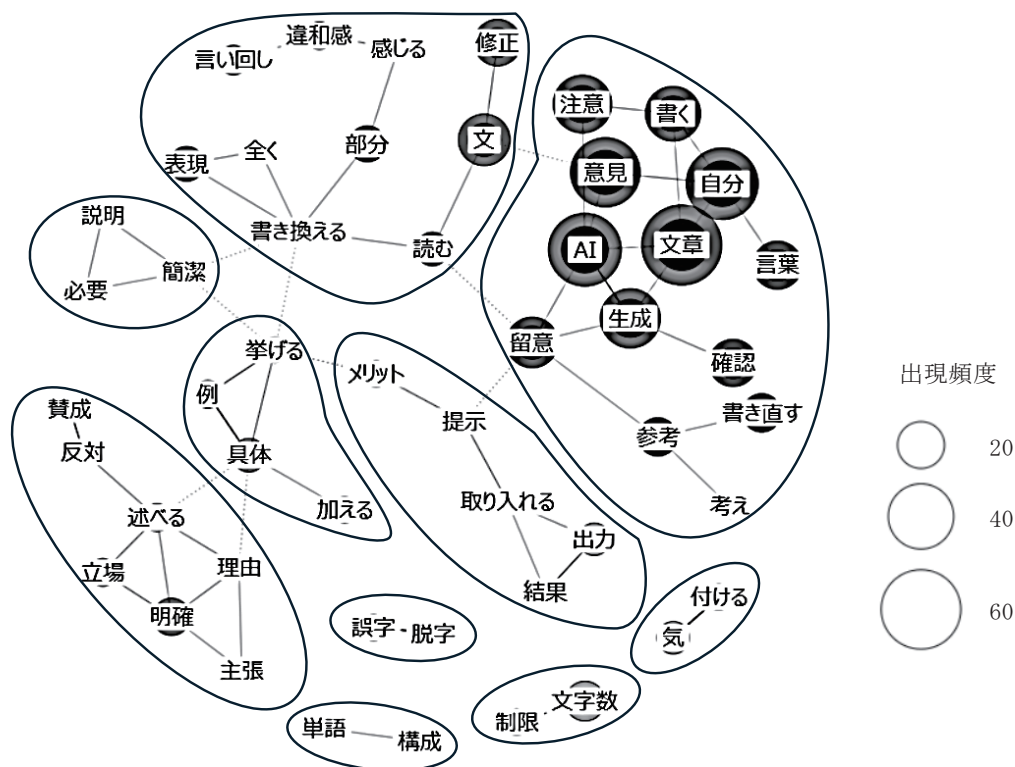 違和感
言い回し
感じる
修正
部分
文
全く
表現
書き換える
読む
注意
書く
意見
自分
AI
文章
言葉
生成
留意
確認
書き直す
参考
考え
説明
簡潔
必要
挙げる
例
具体
加える
メリット
提示
取り入れる
出力
結果
賛成
反対
述べる
立場
理由
明確
主張
誤字
脱字
付ける
気
文字数
制限
単語
構成
出現頻度
20
40
60